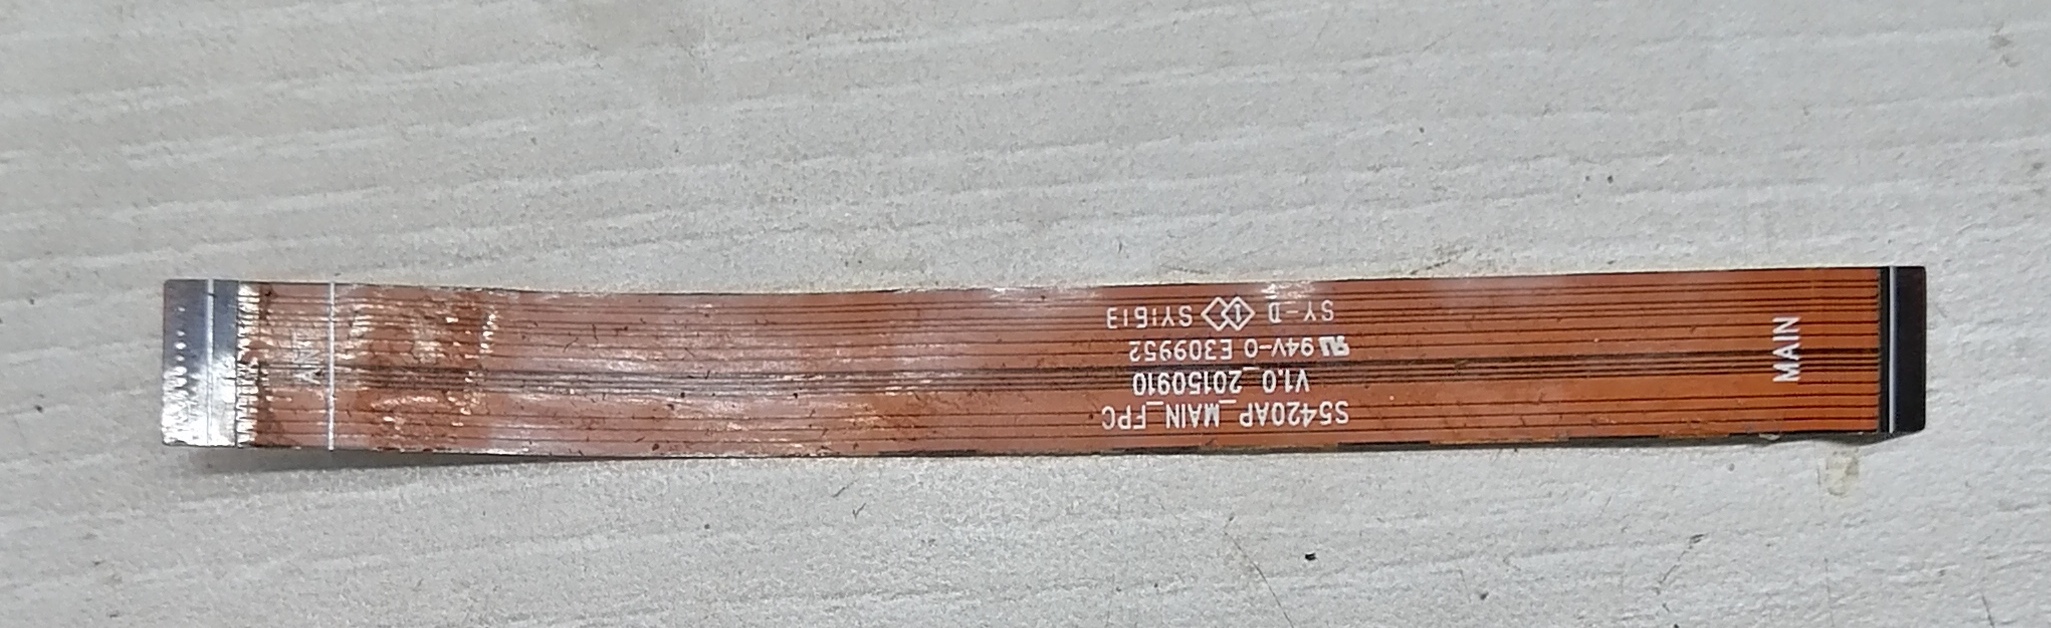 S5420AP_MAIN_FPC
V1.0_20150910
94V-0 E309952
SY-D SY1613
MAIN